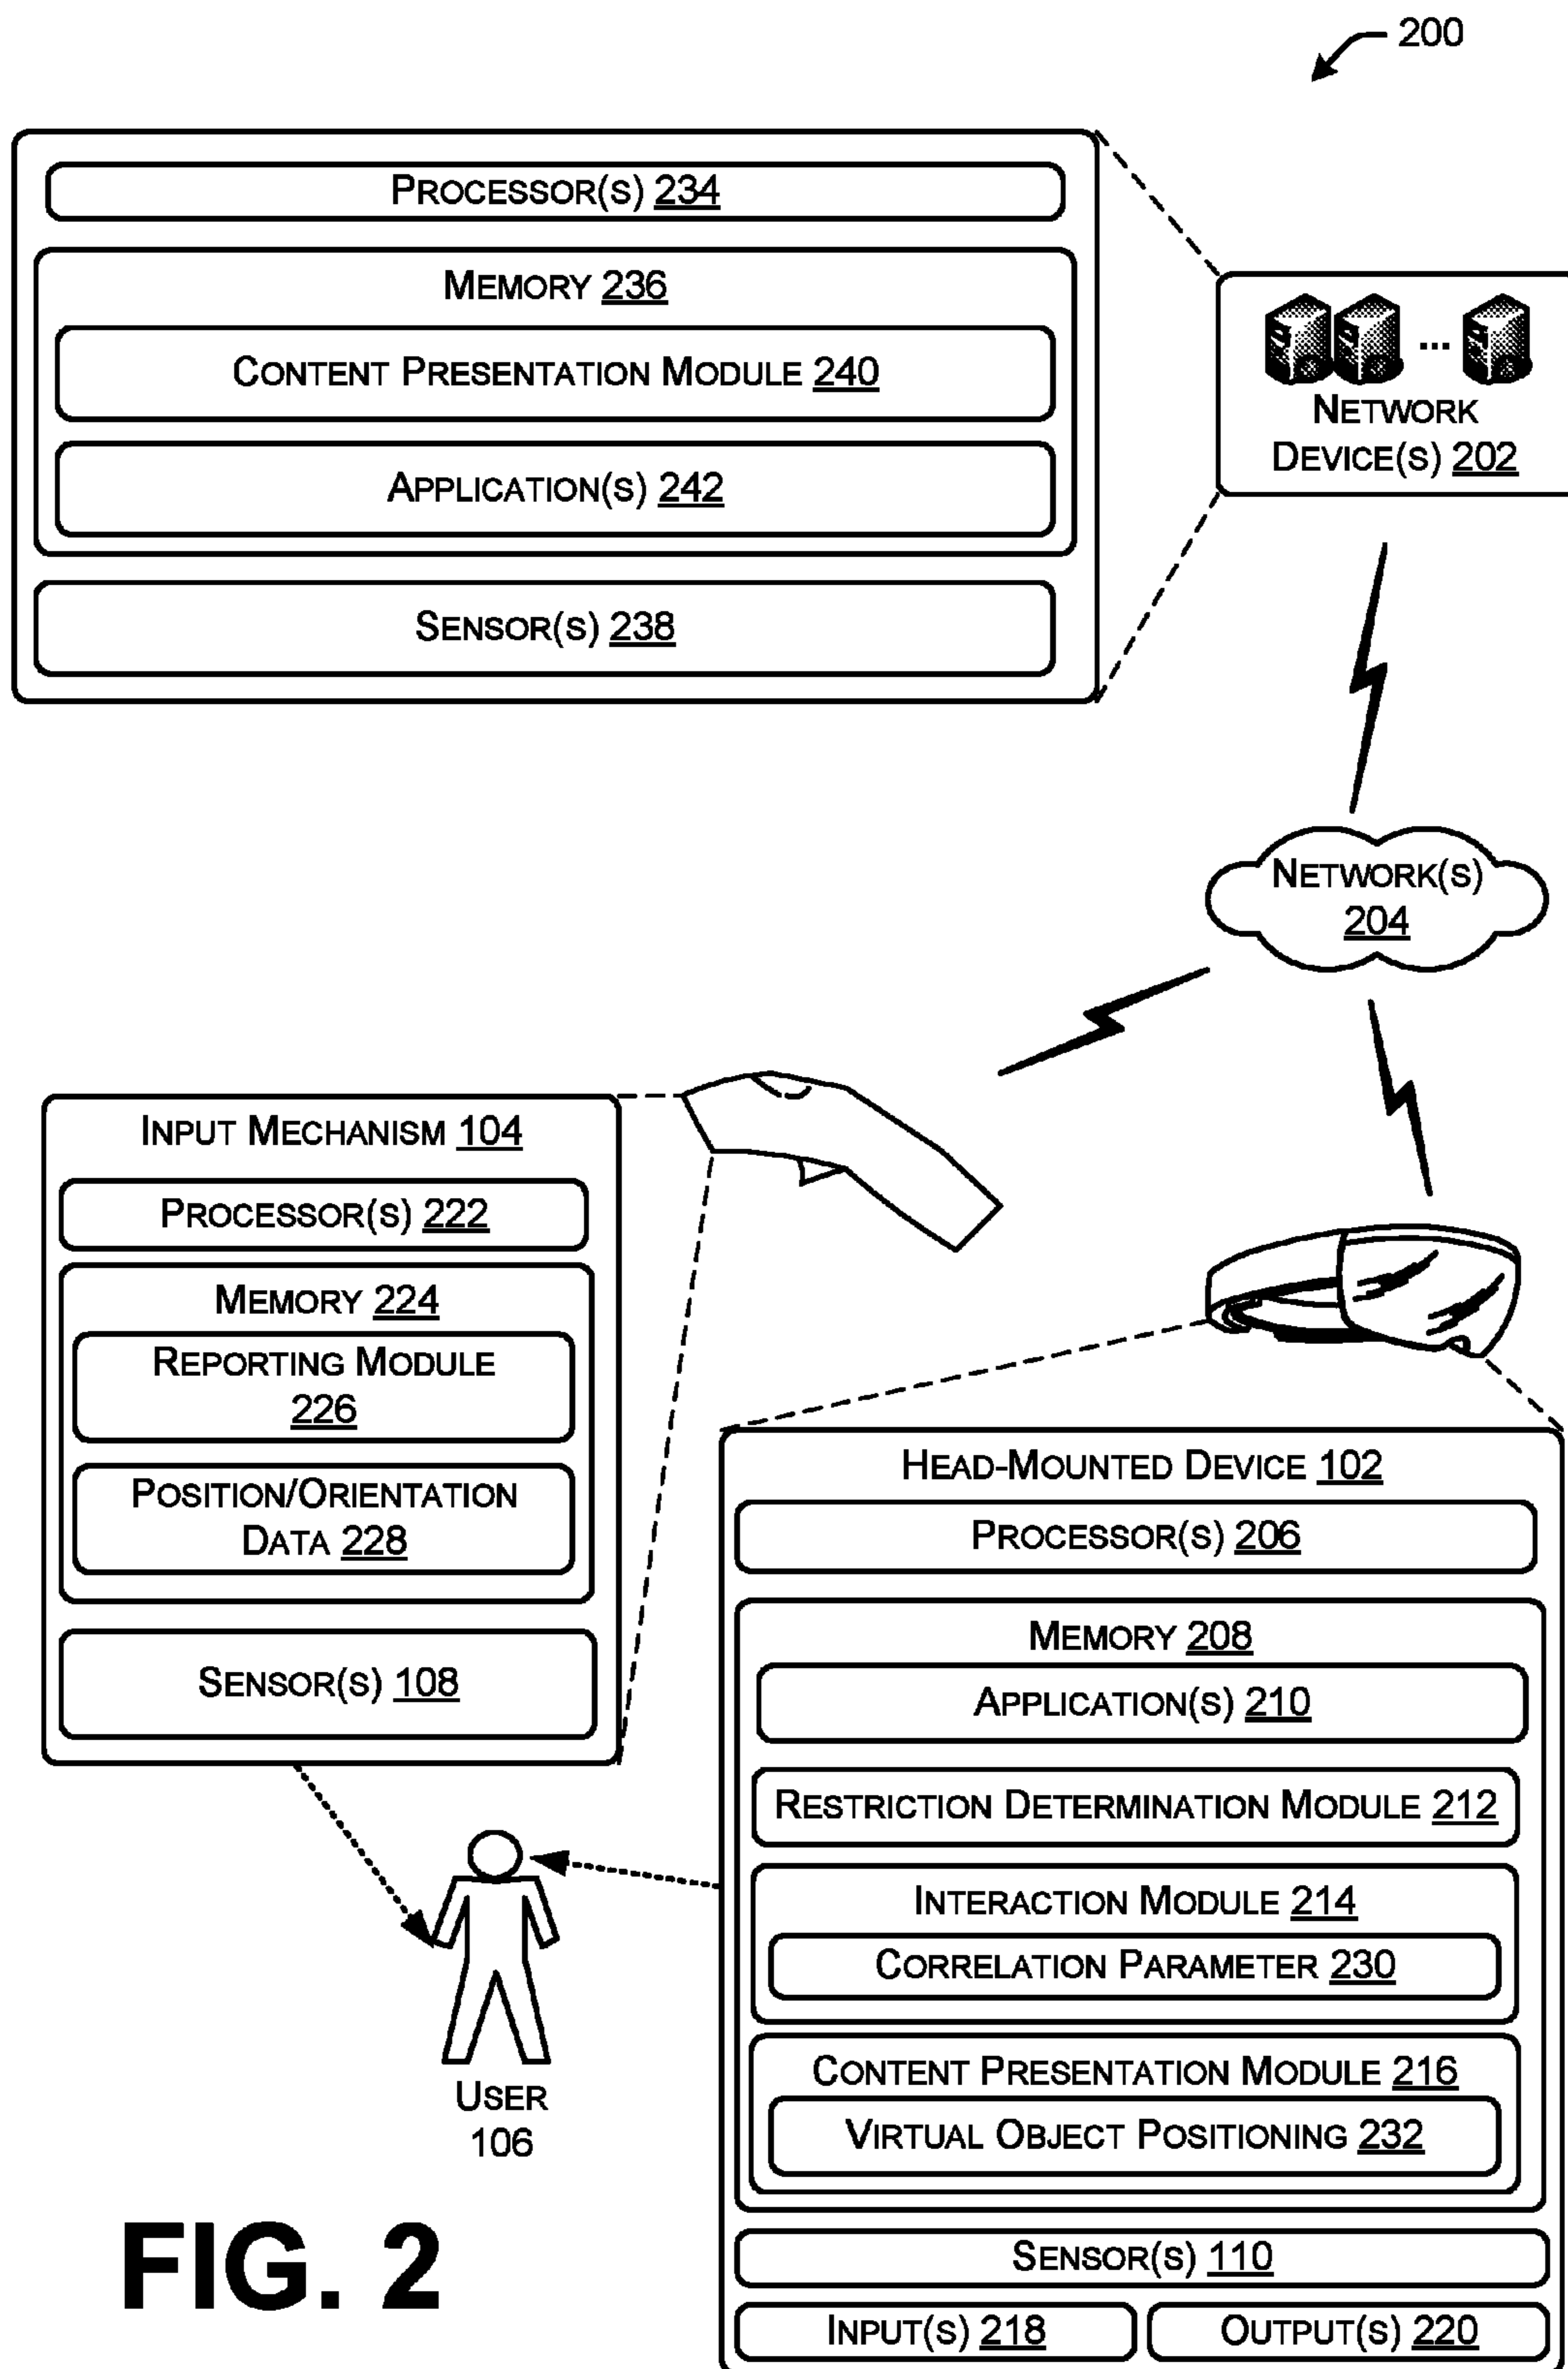 200
PROCESSOR(S) 234
MEMORY 236
CONTENT PRESENTATION MODULE 240
APPLICATION(S) 242
SENSOR(S) 238
...
NETWORK
DEVICE(S) 202
NETWORK(S)
204
INPUT MECHANISM 104
PROCESSOR(S) 222
MEMORY 224
REPORTING MODULE
226
POSITION/ORIENTATION
DATA 228
SENSOR(S) 108
HEAD-MOUNTED DEVICE 102
PROCESSOR(S) 206
MEMORY 208
APPLICATION(S) 210
RESTRICTION DETERMINATION MODULE 212
INTERACTION MODULE 214
CORRELATION PARAMETER 230
CONTENT PRESENTATION MODULE 216
VIRTUAL OBJECT POSITIONING 232
SENSOR(S) 110
INPUT(S) 218
OUTPUT(S) 220
USER
106
FIG. 2